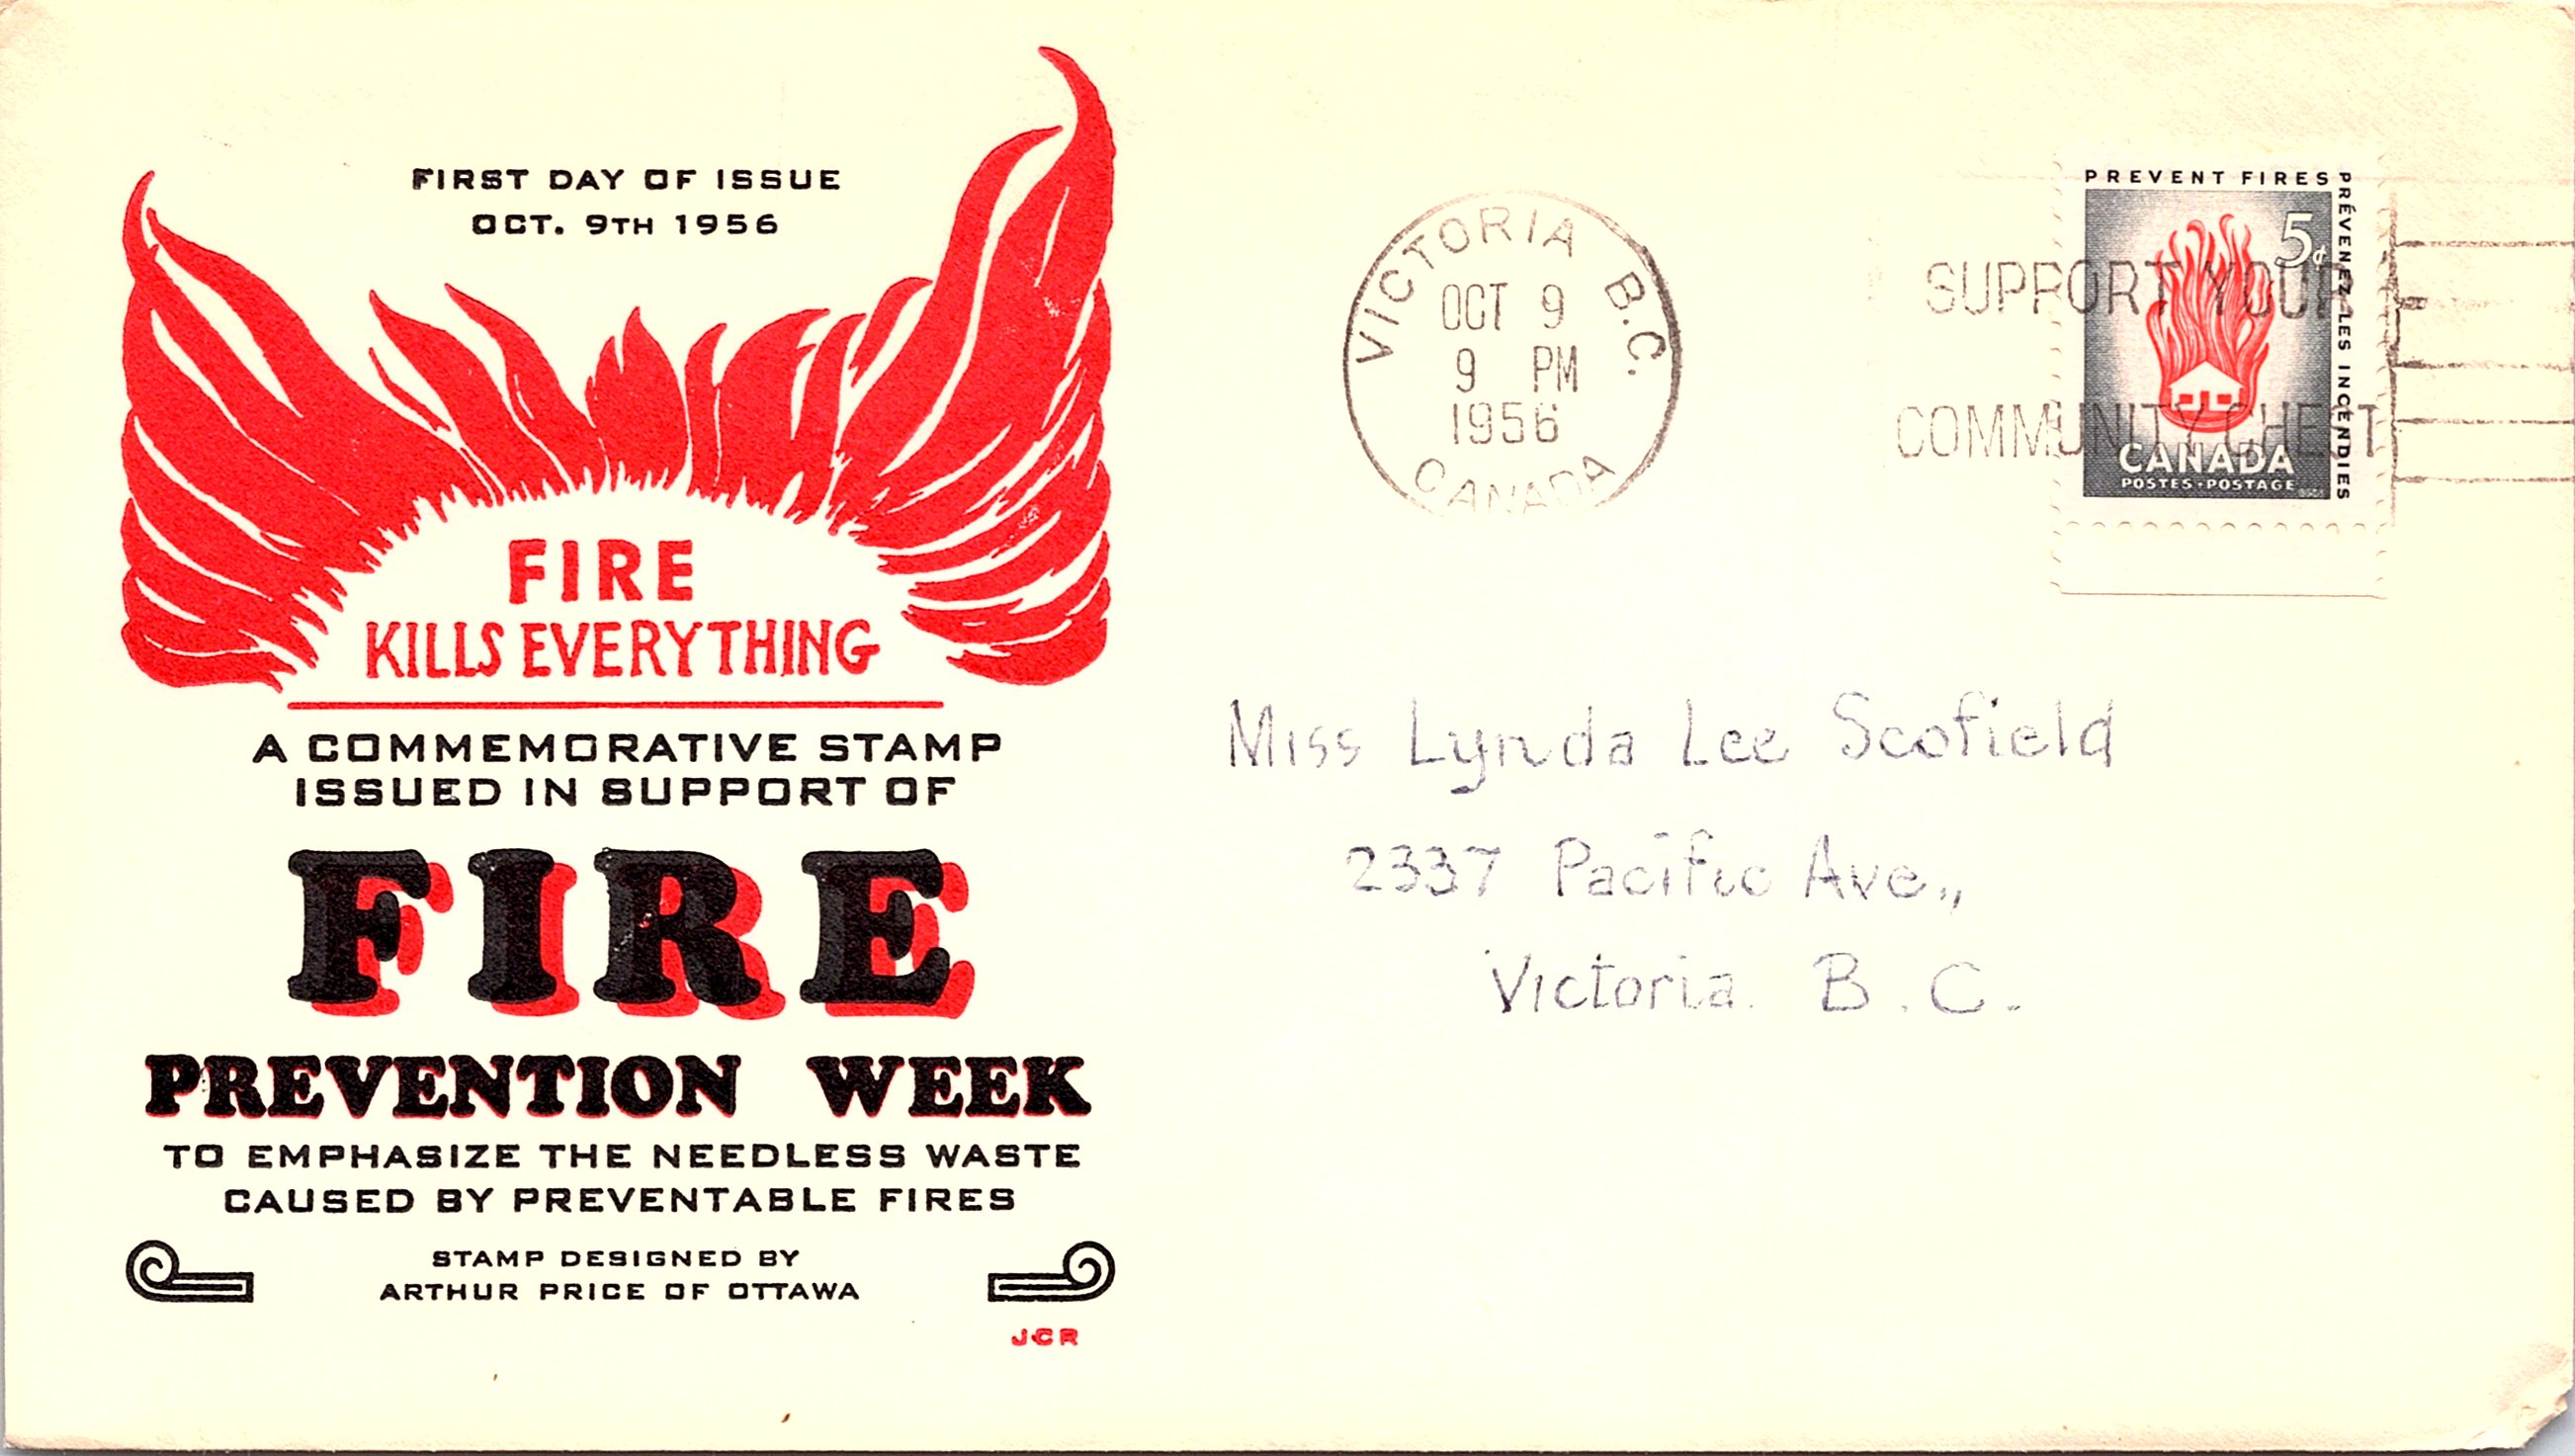 FIRST DAY OF ISSUE
OCT. 9TH 1956
FIRE
KILLS EVERYTHING
A COMMEMORATIVE STAMP
ISSUED IN SUPPORT OF
FIRE
PREVENTION WEEK
TO EMPHASIZE THE NEEDLESS WASTE
CAUSED BY PREVENTABLE FIRES
STAMP DESIGNED BY
ARTHUR PRICE OF OTTAWA
JCR
VICTORIA B.C.
OCT 9
9 PM
1956
CANADA
SUPPORT YOUR
COMMUNITY CHEST
PREVENT FIRES
PRÉVENEZ LES INCENDIES
5¢
CANADA
POSTES·POSTAGE
Miss Lynda Lee Scofield
2337 Pacific Ave.,
Victoria. B.C.